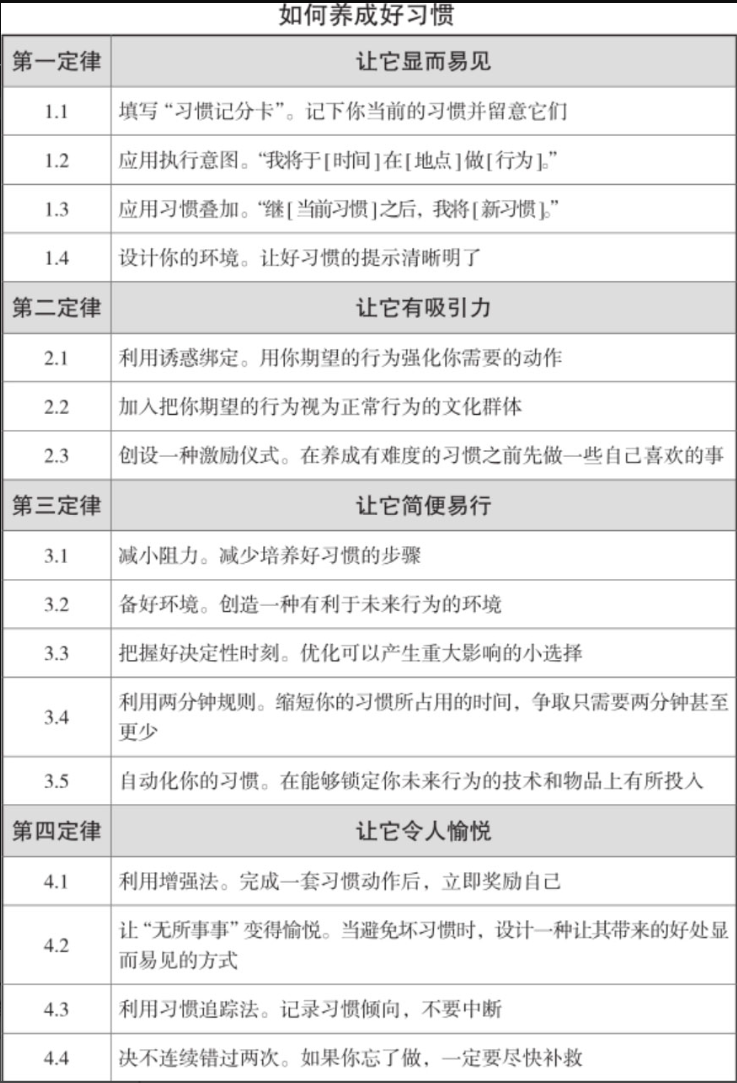 如何养成好习惯
第一定律 让它显而易见
1.1 填写“习惯记分卡”。记下你当前的习惯并留意它们
1.2 应用执行意图。“我将于[时间]在[地点]做[行为]。”
1.3 应用习惯叠加。“继[当前习惯]之后，我将[新习惯]。”
1.4 设计你的环境。让好习惯的提示清晰明了
第二定律 让它有吸引力
2.1 利用诱惑绑定。用你期望的行为强化你需要的动作
2.2 加入把你期望的行为视为正常行为的文化群体
2.3 创设一种激励仪式。在养成有难度的习惯之前先做一些自己喜欢的事
第三定律 让它简便易行
3.1 减小阻力。减少培养好习惯的步骤
3.2 备好环境。创造一种有利于未来行为的环境
3.3 把握好决定性时刻。优化可以产生重大影响的小选择
3.4 利用两分钟规则。缩短你的习惯所占用的时间，争取只需要两分钟甚至
更少
3.5 自动化你的习惯。在能够锁定你未来行为的技术和物品上有所投入
第四定律 让它令人愉悦
4.1 利用增强法。完成一套习惯动作后，立即奖励自己
4.2 让“无所事事”变得愉悦。当避免坏习惯时，设计一种让其带来的好处显
而易见的方式
4.3 利用习惯追踪法。记录习惯倾向，不要中断
4.4 决不连续错过两次。如果你忘了做，一定要尽快补救